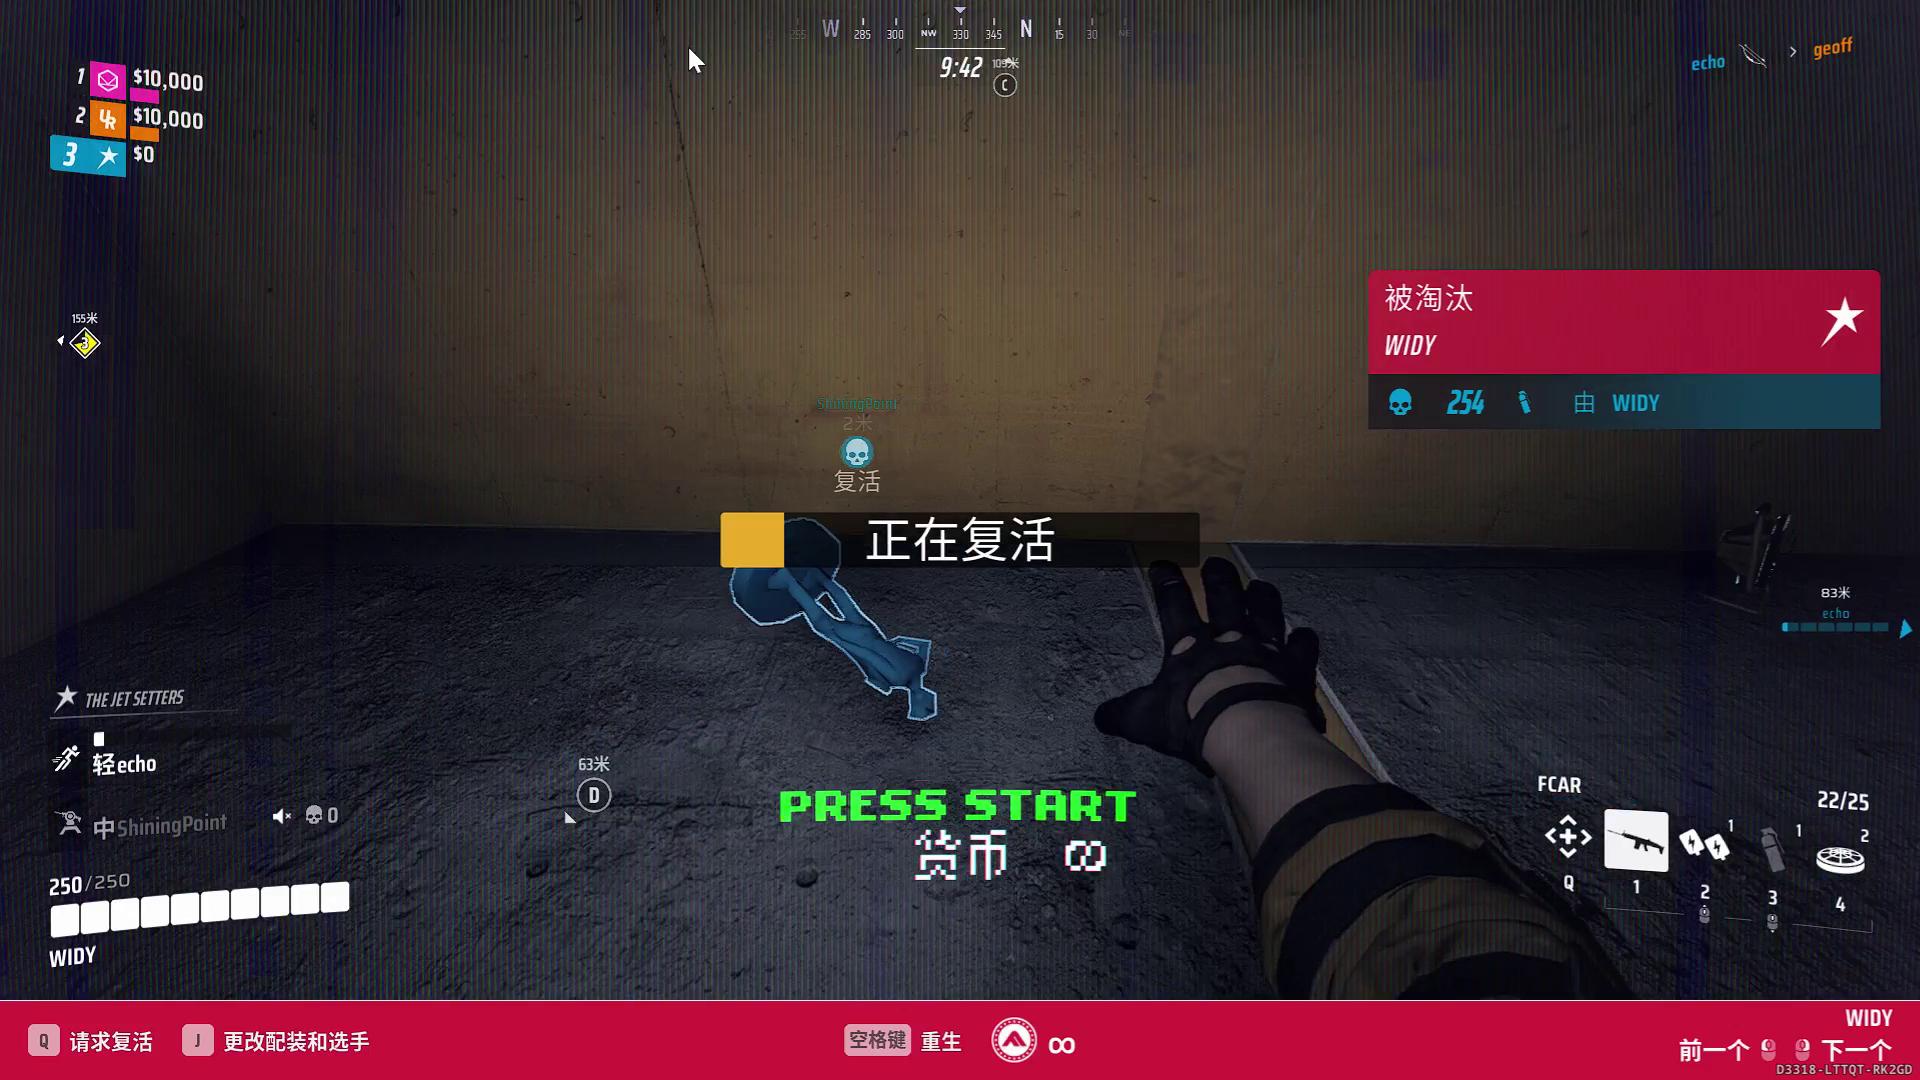 W 285 300 NW 330 345 N 15 30 NE
9:42 109米
C
echo > geoff
1 $10,000
2 $10,000
3 $0
155米
3
被淘汰
WIDY
254 由 WIDY
ShiningPoint
2米
复活
正在复活
83米
echo
THE JET SETTERS
轻echo
中ShiningPoint 0
63米
D
PRESS START
货币 ∞
250/250
WIDY
FCAR
22/25
1 1 2
Q 1 2 3 4
Q 请求复活 J 更改配装和选手
空格键 重生 ∞
WIDY
前一个 下一个
D3318-LTTQT-RK2GD